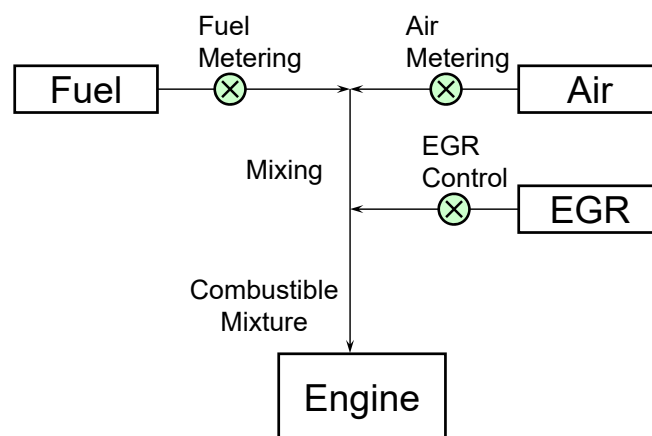 Fuel
Metering
Air
Metering
Fuel
Air
Mixing
EGR
Control
EGR
Combustible
Mixture
Engine